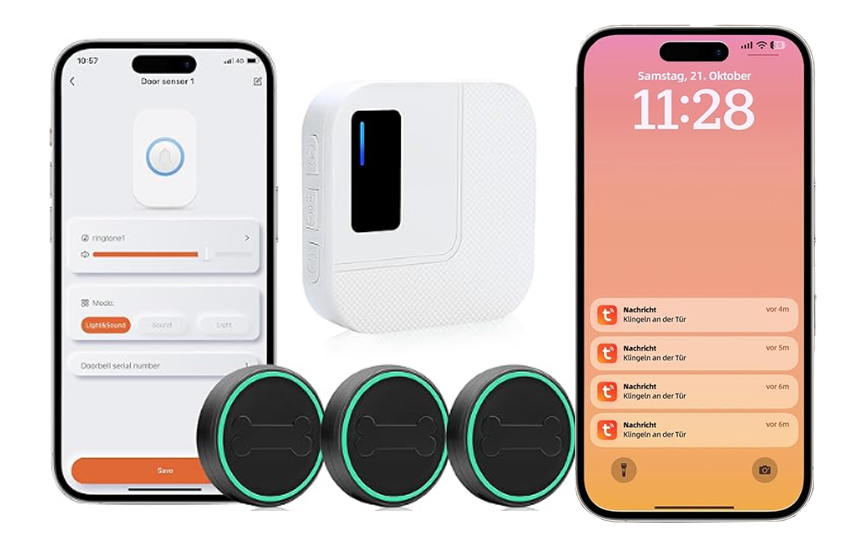 10:57
4G
Door senser 1
ringtone1
Mode:
Light&Sound
Sound
Light
Doorbell serial number
Save
Samstag, 21. Oktober
11:28
Nachricht
vor 4m
Klingeln an der Tür
Nachricht
vor 5m
Klingeln an der Tür
Nachricht
vor 6m
Klingeln an der Tür
Nachricht
vor 6m
Klingeln an der Tür